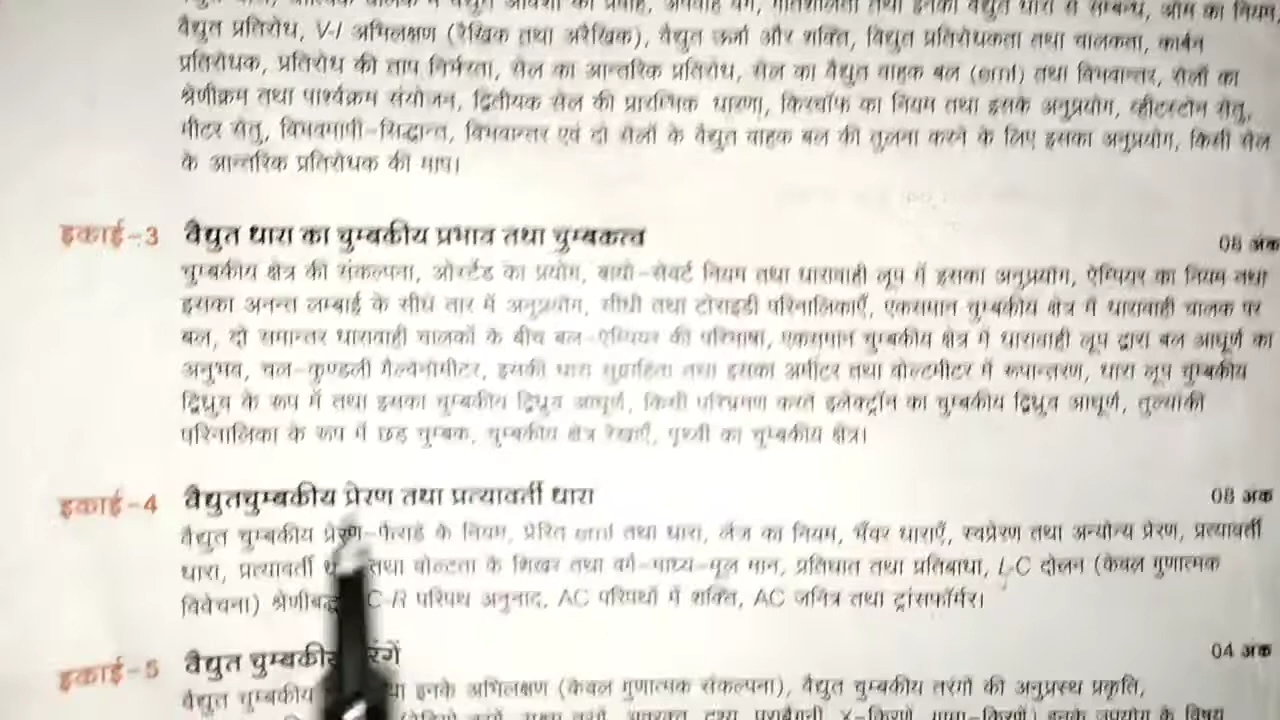 वैद्युत प्रतिरोध, V-I अभिलक्षण (रैखिक तथा अरैखिक), वैद्युत ऊर्जा और शक्ति, विद्युत प्रतिरोधकता तथा चालकता, कार्बन
प्रतिरोधक, प्रतिरोध की ताप निर्भरता, सेल का आन्तरिक प्रतिरोध, सेल का वैद्युत वाहक बल (emf) तथा विभवान्तर, सेलों का
श्रेणीक्रम तथा पार्श्वक्रम संयोजन, द्वितीयक सेल की प्रारम्भिक धारणा, किरचॉफ का नियम तथा इसके अनुप्रयोग, व्हीटस्टोन सेतु,
मीटर सेतु, विभवमापी-सिद्धान्त, विभवान्तर एवं दो सेलों के वैद्युत वाहक बल की तुलना करने के लिए इसका अनुप्रयोग, किसी सेल
के आन्तरिक प्रतिरोधक की माप।
इकाई-3 वैद्युत धारा का चुम्बकीय प्रभाव तथा चुम्बकत्व 08 अंक
चुम्बकीय क्षेत्र की संकल्पना, ओर्स्टेड का प्रयोग, बायो-सेवर्ट नियम तथा धारावाही लूप में इसका अनुप्रयोग, ऐम्पियर का नियम तथा
इसका अनन्त लम्बाई के सीधे तार में अनुप्रयोग, सीधी तथा टोराइडी परिनालिकाएँ, एकसमान चुम्बकीय क्षेत्र में धारावाही चालक पर
बल, दो समान्तर धारावाही चालकों के बीच बल-ऐम्पियर की परिभाषा, एकसमान चुम्बकीय क्षेत्र में धारावाही लूप द्वारा बल आघूर्ण का
अनुभव, चल-कुण्डली गैल्वेनोमीटर, इसकी धारा सुग्राहिता तथा इसका अमीटर तथा वोल्टमीटर में रूपान्तरण, धारा लूप चुम्बकीय
द्विध्रुव के रूप में तथा इसका चुम्बकीय द्विध्रुव आघूर्ण, किसी परिभ्रमण करते इलेक्ट्रॉन का चुम्बकीय द्विध्रुव आघूर्ण, तुल्यांकी
परिनालिका के रूप में छड़ चुम्बक, चुम्बकीय क्षेत्र रेखाएँ, पृथ्वी का चुम्बकीय क्षेत्र।
इकाई-4 वैद्युतचुम्बकीय प्रेरण तथा प्रत्यावर्ती धारा 08 अंक
वैद्युत चुम्बकीय प्रेरण-फैराडे के नियम, प्रेरित emf तथा धारा, लेंज का नियम, भँवर धाराएँ, स्वप्रेरण तथा अन्योन्य प्रेरण, प्रत्यावर्ती
धारा, प्रत्यावर्ती तथा वोल्टता के शिखर तथा वर्ग-माध्य-मूल मान, प्रतिघात तथा प्रतिबाधा, L-C दोलन (केवल गुणात्मक
विवेचना) श्रेणीबद्ध C-R परिपथ अनुनाद, AC परिपथों में शक्ति, AC जनित्र तथा ट्रांसफॉर्मर।
इकाई-5 वैद्युत चुम्बकीय 04 अंक
वैद्युत चुम्बकीय इनके अभिलक्षण (केवल गुणात्मक संकल्पना), वैद्युत चुम्बकीय तरंगों की अनुप्रस्थ प्रकृति,